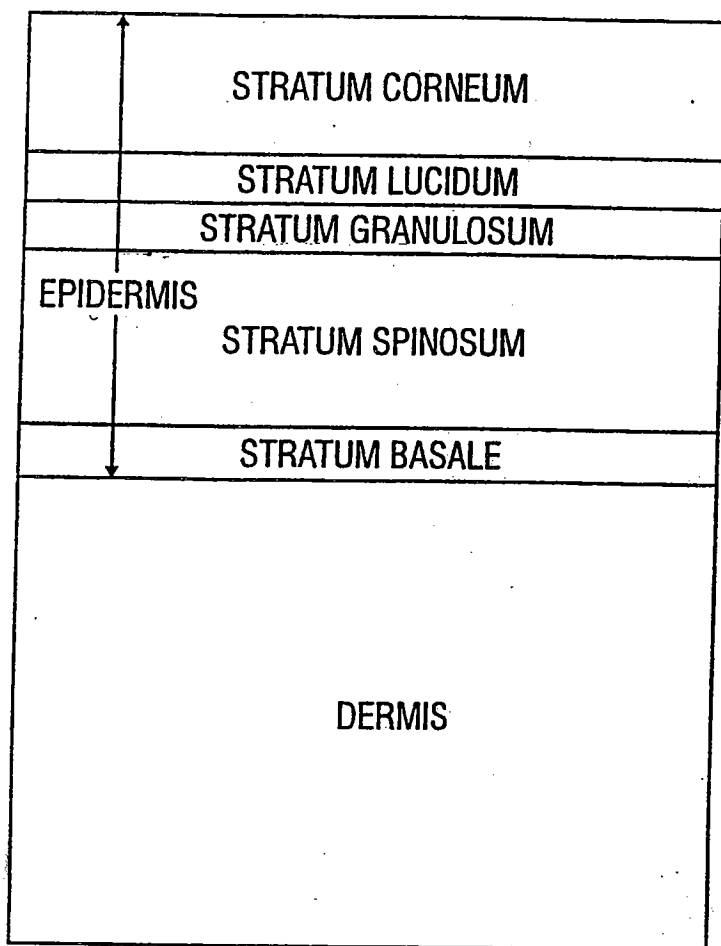 STRATUM CORNEUM
STRATUM LUCIDUM
STRATUM GRANULOSUM
EPIDERMIS
STRATUM SPINOSUM
STRATUM BASALE
DERMIS